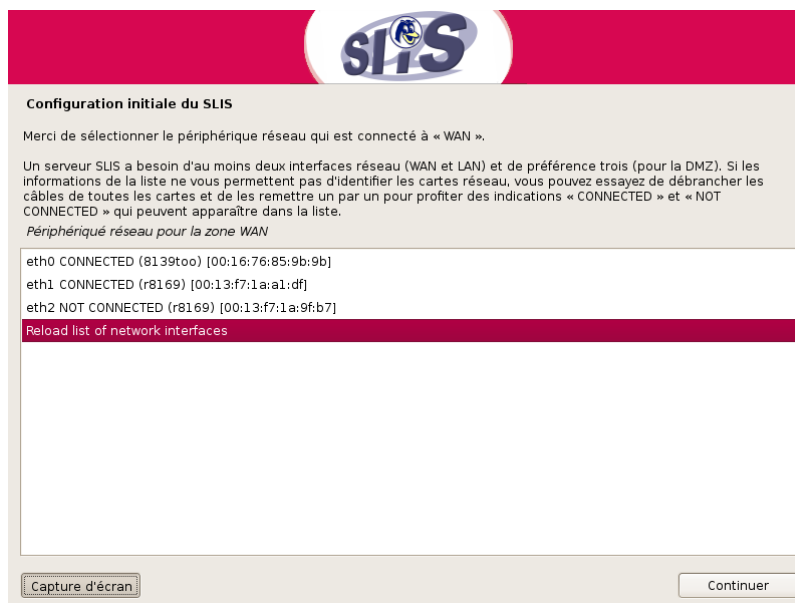 SLIS
Configuration initiale du SLIS
Merci de sélectionner le périphérique réseau qui est connecté à « WAN ».
Un serveur SLIS a besoin d'au moins deux interfaces réseau (WAN et LAN) et de préférence trois (pour la DMZ). Si les
informations de la liste ne vous permettent pas d'identifier les cartes réseau, vous pouvez essayez de débrancher les
câbles de toutes les cartes et de les remettre un par un pour profiter des indications « CONNECTED » et « NOT
CONNECTED » qui peuvent apparaître dans la liste.
Périphériqué réseau pour la zone WAN
eth0 CONNECTED (8139too) [00:16:76:85:9b:9b]
eth1 CONNECTED (r8169) [00:13:f7:1a:a1:df]
eth2 NOT CONNECTED (r8169) [00:13:f7:1a:9f:b7]
Reload list of network interfaces
Capture d'écran
Continuer